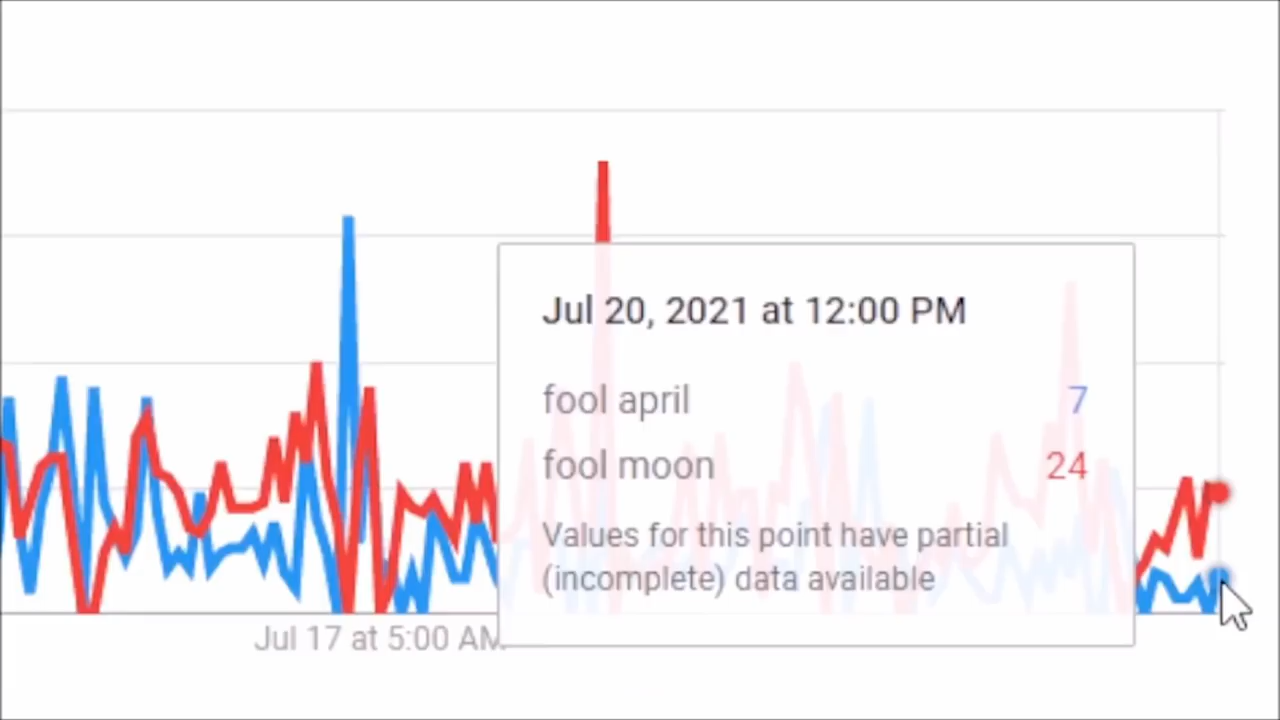 Jul 20, 2021 at 12:00 PM
fool april 7
fool moon 24
Values for this point have partial
(incomplete) data available
Jul 17 at 5:00 AM